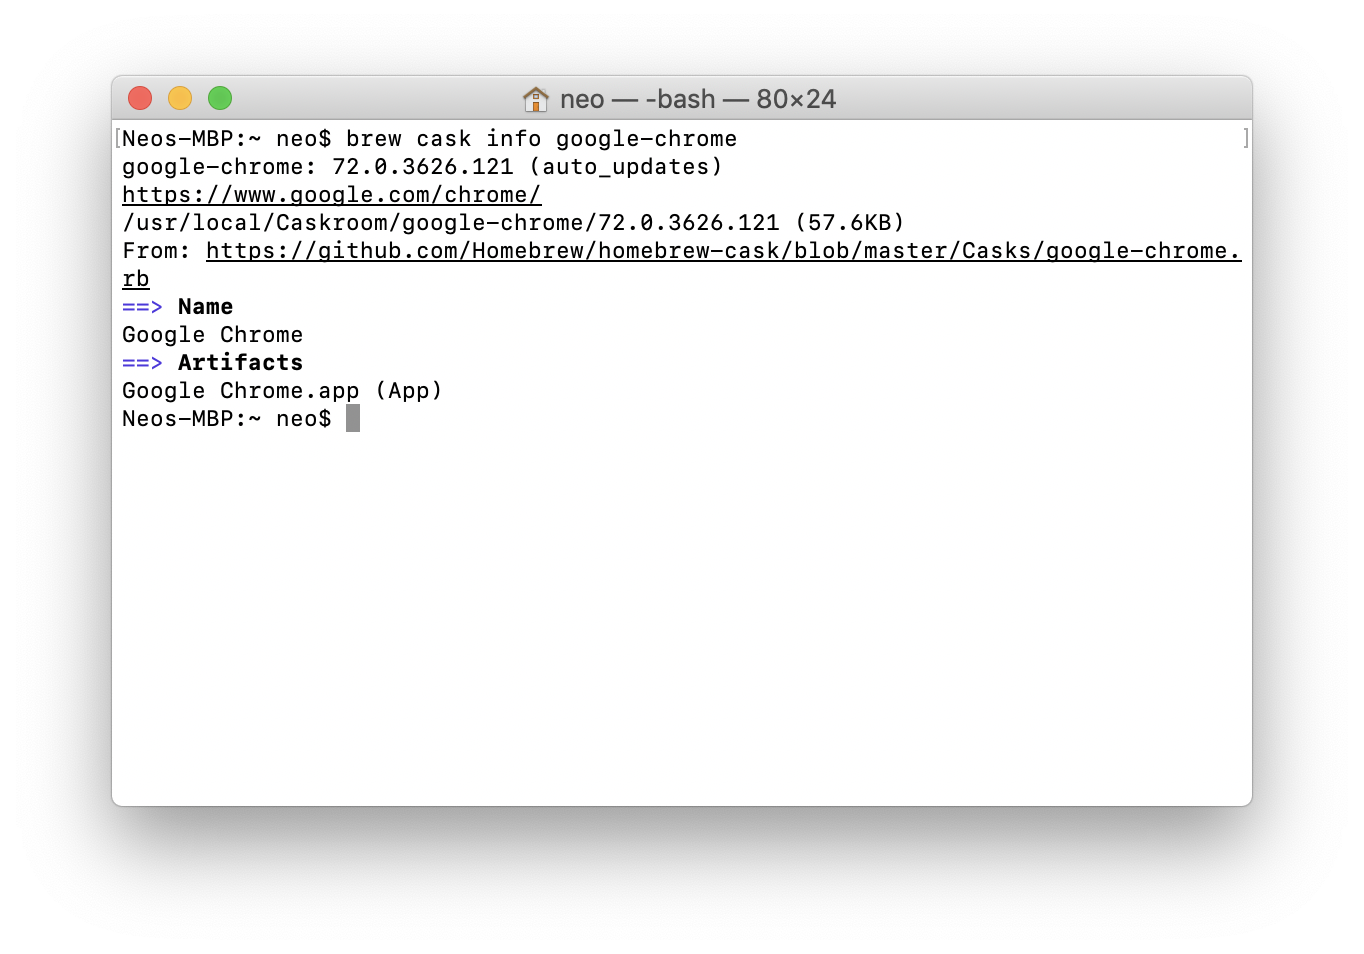 neo — -bash — 80×24
[Neos-MBP:~ neo$ brew cask info google-chrome ]
google-chrome: 72.0.3626.121 (auto_updates)
https://www.google.com/chrome/
/usr/local/Caskroom/google-chrome/72.0.3626.121 (57.6KB)
From: https://github.com/Homebrew/homebrew-cask/blob/master/Casks/google-chrome.
rb
==> Name
Google Chrome
==> Artifacts
Google Chrome.app (App)
Neos-MBP:~ neo$